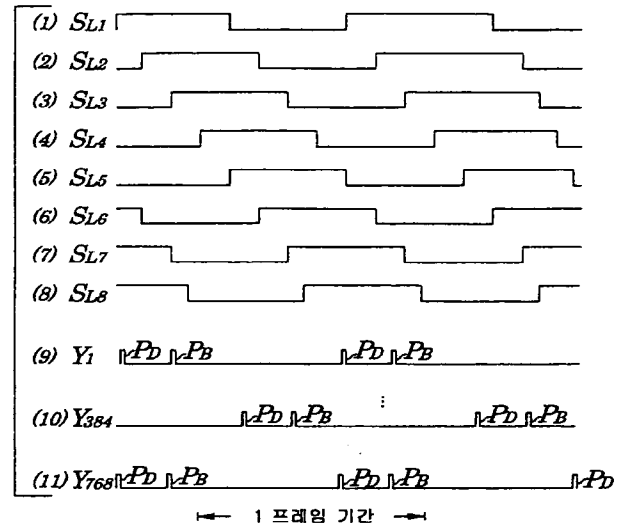 (1) SL1
(2) SL2
(3) SL3
(4) SL4
(5) SL5
(6) SL6
(7) SL7
(8) SL8
(9) Y1 PD PB PD PB
(10) Y384 PD PB ⋮ PD PB
(11) Y768 PD PB PD PB PD
1 프레임 기간